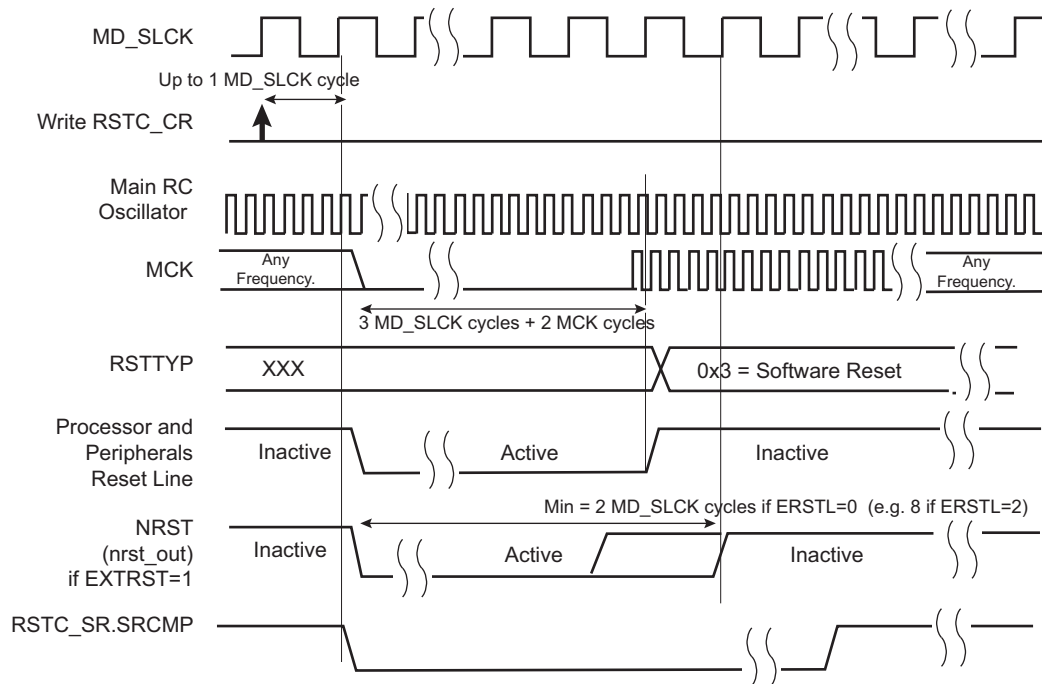 MD_SLCK
Up to 1 MD_SLCK cycle
Write RSTC_CR
Main RC
Oscillator
MCK
Any
Frequency.
Any
Frequency.
3 MD_SLCK cycles + 2 MCK cycles
RSTTYP
XXX
0x3 = Software Reset
Processor and
Peripherals
Reset Line
Inactive
Active
Inactive
Min = 2 MD_SLCK cycles if ERSTL=0 (e.g. 8 if ERSTL=2)
NRST
(nrst_out)
if EXTRST=1
Inactive
Active
Inactive
RSTC_SR.SRCMP